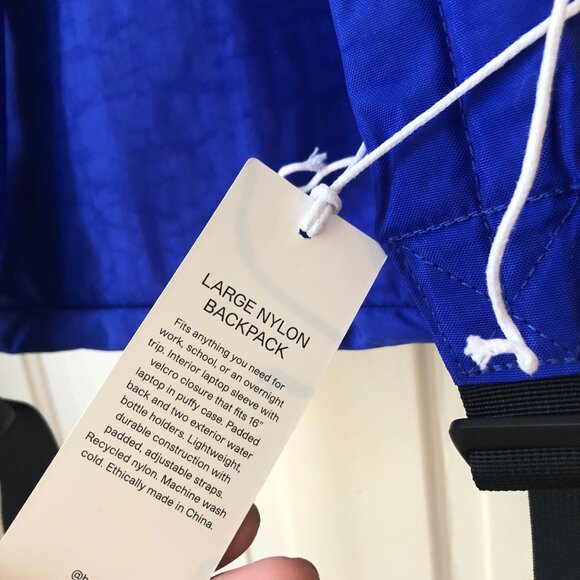 LARGE NYLON
BACKPACK
Fits anything you need for
work, school, or an overnight
trip. Interior laptop sleeve with
velcro closure that fits 16"
laptop in puffy case. Padded
back and two exterior water
bottle holders. Lightweight,
durable construction with
padded, adjustable straps.
Recycled nylon. Machine wash
cold. Ethically made in China.